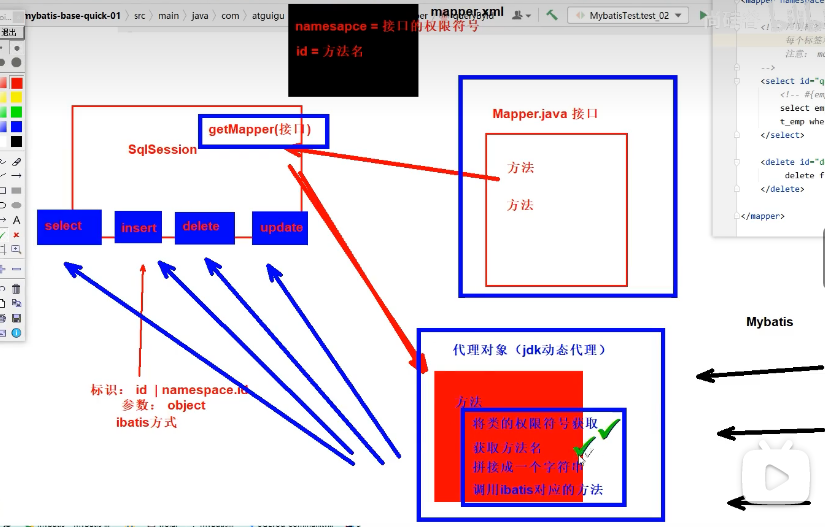 mybatis-base-quick-01 > src > main > java > com > atguigu
MybatisTest.test_02
退出
mapper.xml
namesapce = 接口的权限符号
id = 方法名
getMapper(接口)
SqlSession
select
insert
delete
update
标识： id | namespace.id
参数： object
ibatis方式
Mapper.java 接口
方法
方法
代理对象（jdk动态代理）
方法
将类的权限符号获取
获取方法名
拼接成一个字符串
调用ibatis对应的方法
Mybatis
每个标签
注意：
-->
<select id="q
<!-- #{emp
select em
t_emp whe
</select>
<delete id="d
delete f
</delete>
</mapper>